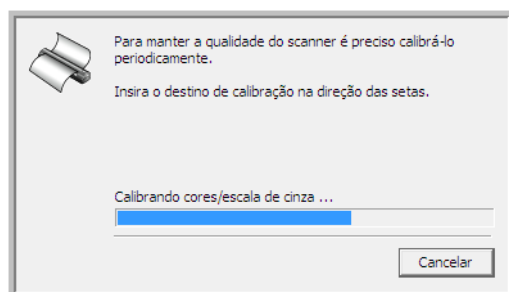 Para manter a qualidade do scanner é preciso calibrá-lo
periodicamente.
Insira o destino de calibração na direção das setas.
Calibrando cores/escala de cinza ...
Cancelar